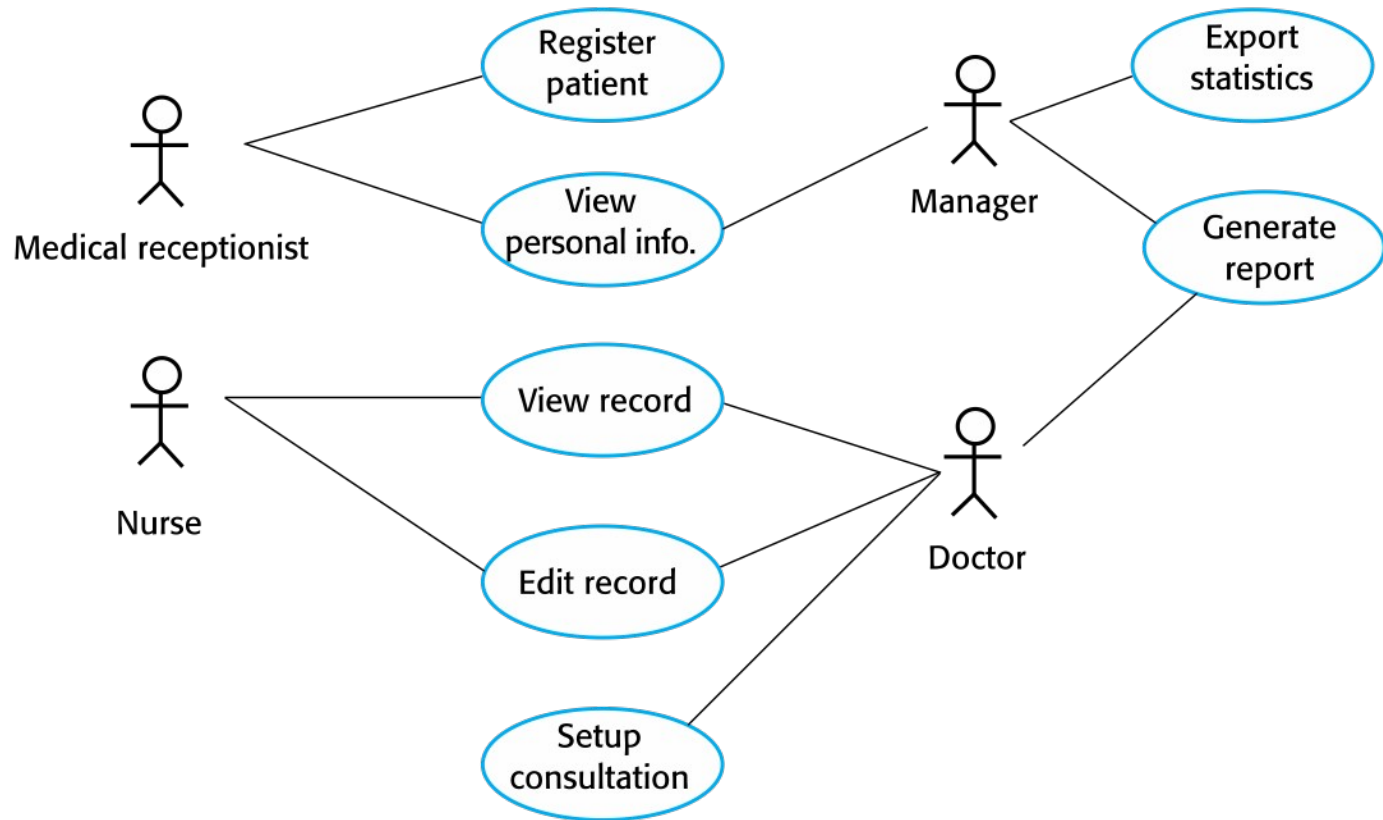 Register
patient
Export
statistics
Medical receptionist
View
personal info.
Manager
Generate
report
Nurse
View record
Edit record
Doctor
Setup
consultation